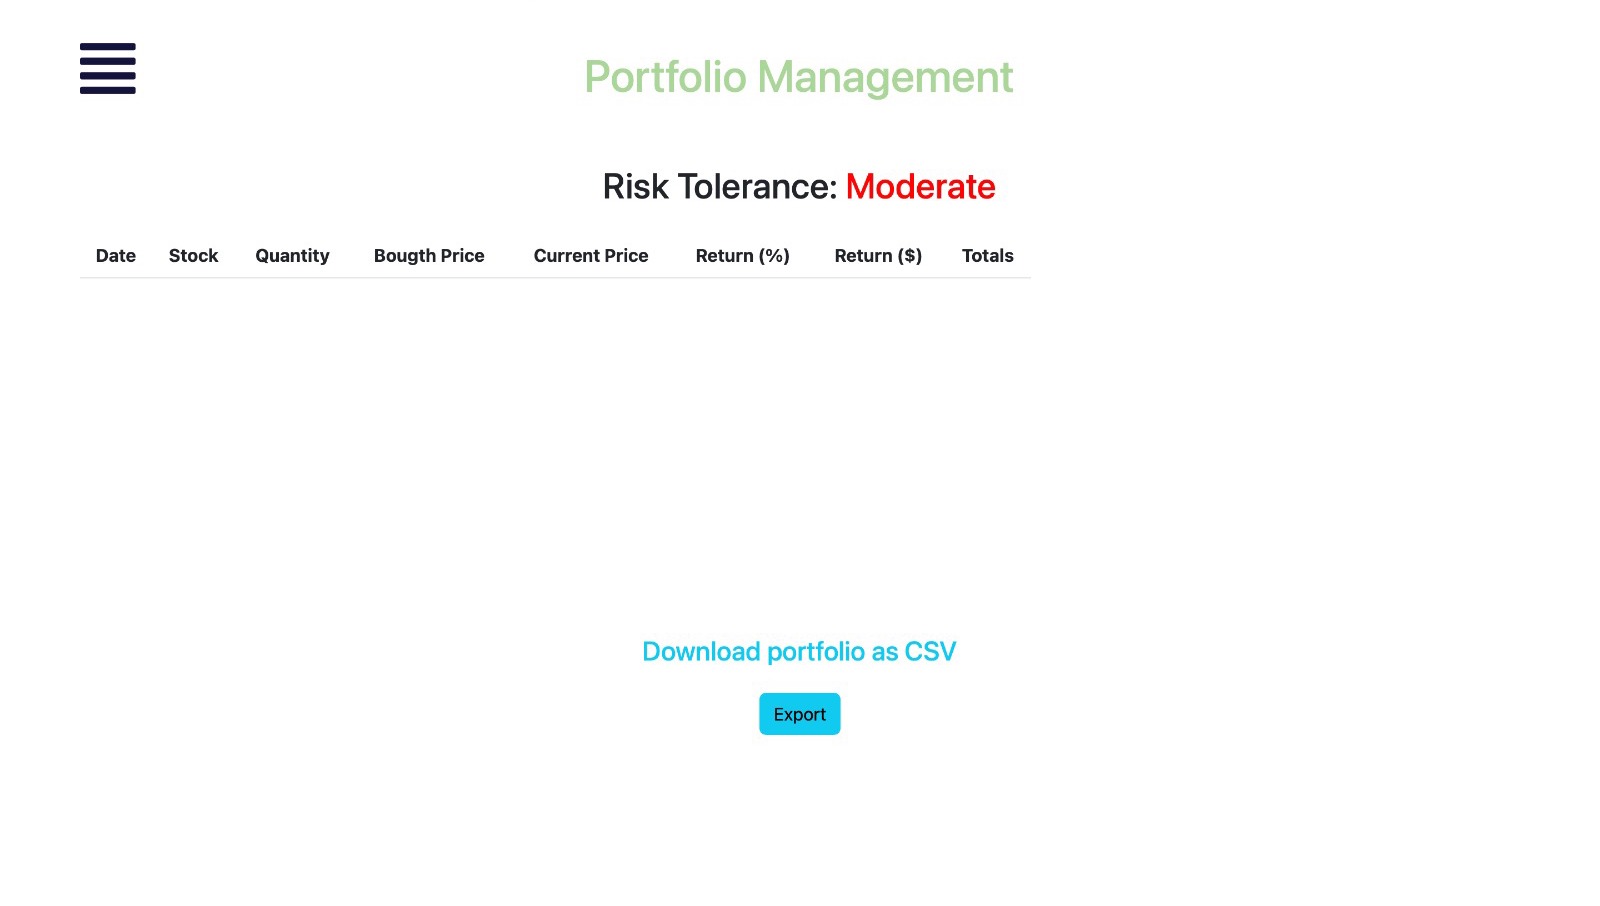 Portfolio Management
Risk Tolerance: Moderate
Date Stock Quantity Bougth Price Current Price Return (%) Return ($) Totals
Download portfolio as CSV
Export